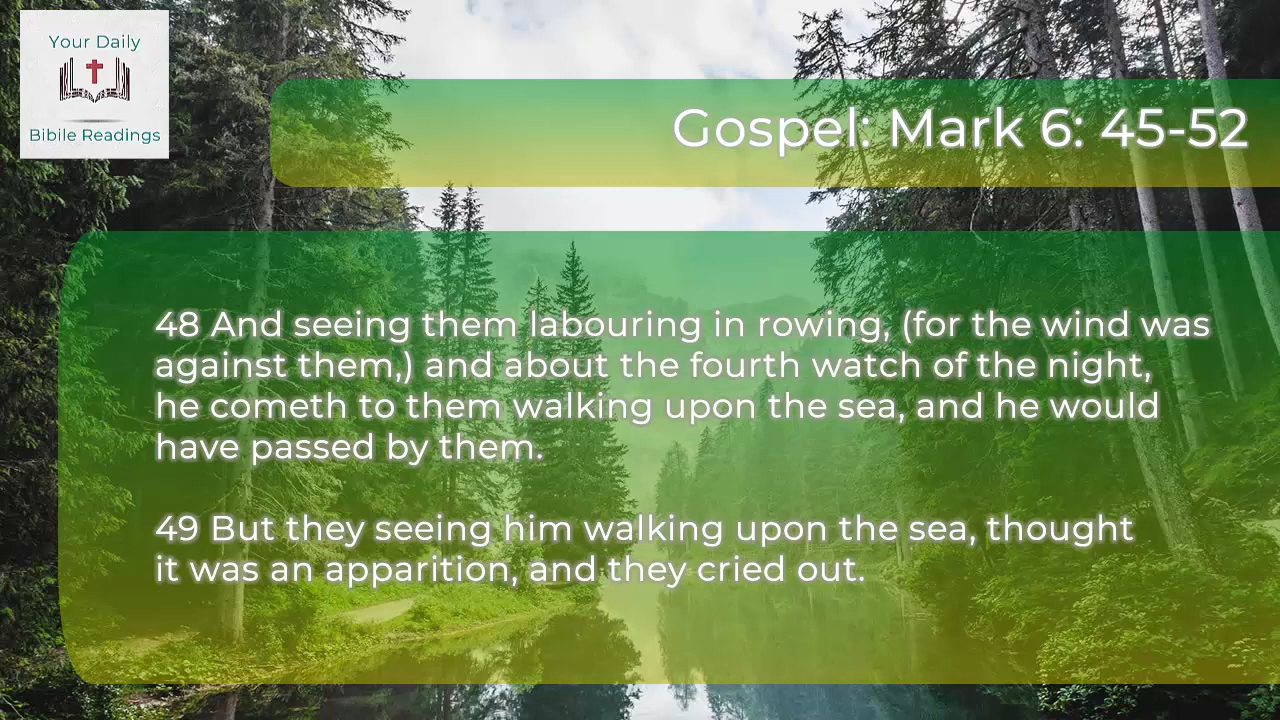 Your Daily
Bibile Readings
Gospel: Mark 6: 45-52
48 And seeing them labouring in rowing, (for the wind was
against them,) and about the fourth watch of the night,
he cometh to them walking upon the sea, and he would
have passed by them.
49 But they seeing him walking upon the sea, thought
it was an apparition, and they cried out.